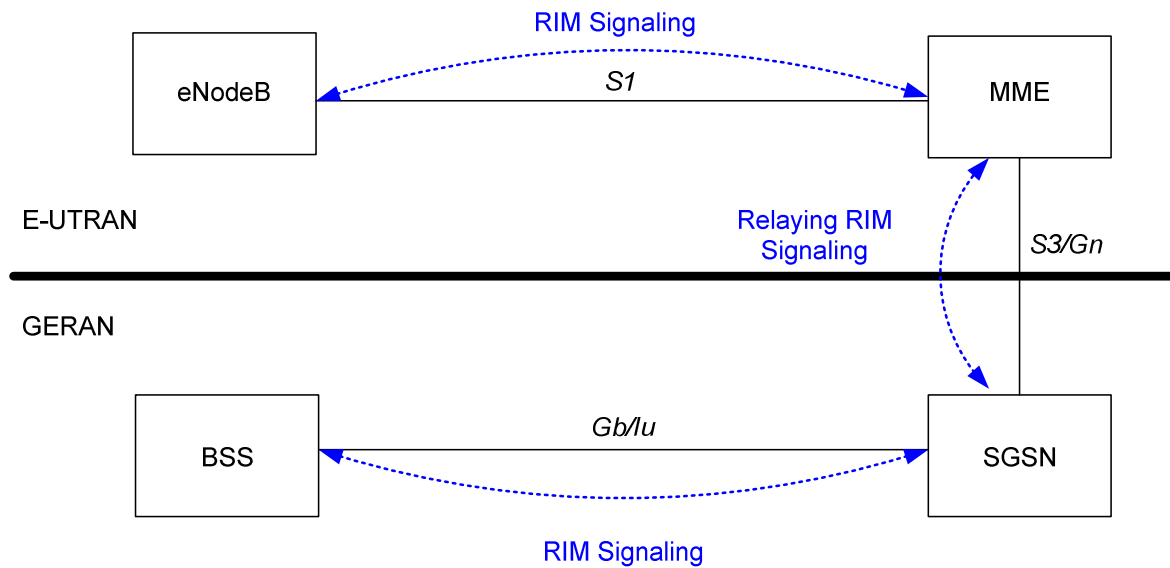 RIM Signaling
eNodeB
S1
MME
E-UTRAN
Relaying RIM
Signaling
S3/Gn
GERAN
BSS
Gb/Iu
SGSN
RIM Signaling